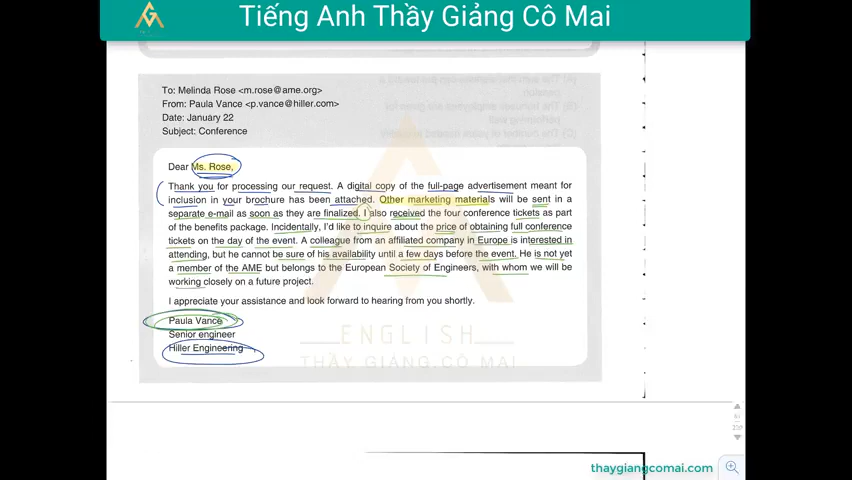 Tiếng Anh Thầy Giảng Cô Mai
To: Melinda Rose <m.rose@ame.org>
From: Paula Vance <p.vance@hiller.com>
Date: January 22
Subject: Conference
Dear Ms. Rose,
Thank you for processing our request. A digital copy of the full-page advertisement meant for
inclusion in your brochure has been attached. Other marketing materials will be sent in a
separate e-mail as soon as they are finalized. I also received the four conference tickets as part
of the benefits package. Incidentally, I'd like to inquire about the price of obtaining full conference
tickets on the day of the event. A colleague from an affiliated company in Europe is interested in
attending, but he cannot be sure of his availability until a few days before the event. He is not yet
a member of the AME but belongs to the European Society of Engineers, with whom we will be
working closely on a future project.
I appreciate your assistance and look forward to hearing from you shortly.
Paula Vance
Senior engineer
Hiller Engineering
ENGLISH
THẦY GIẢNG.CÔ MAI
thaygiangcomai.com